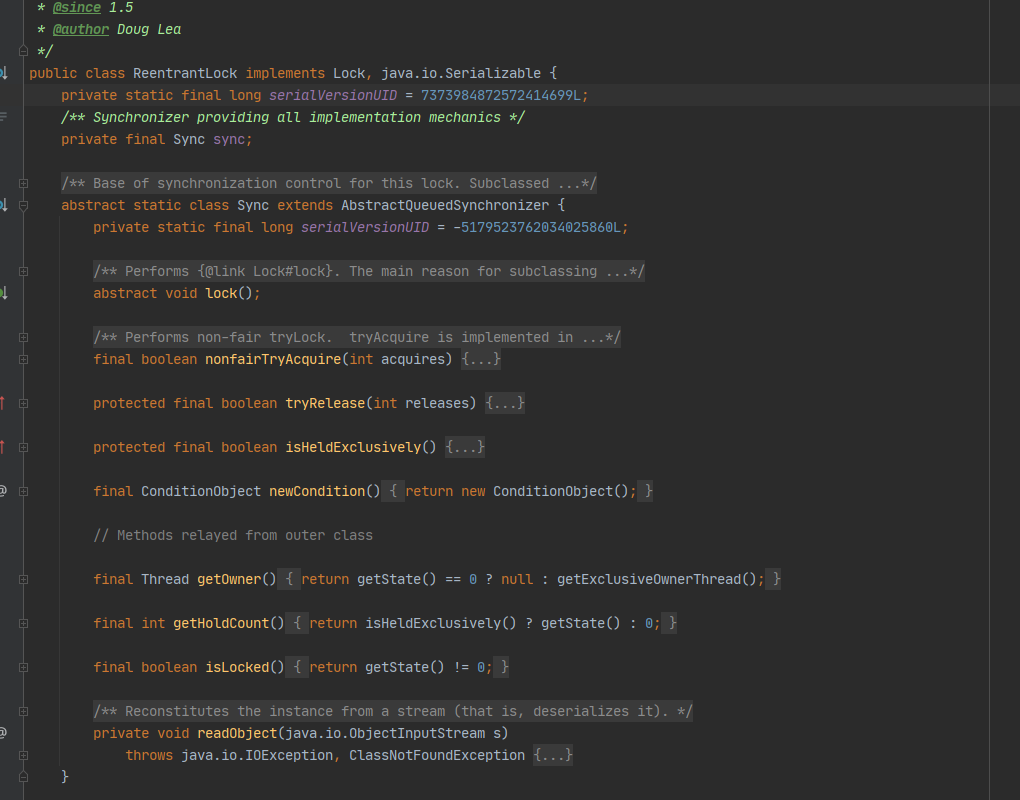 * @since 1.5
* @author Doug Lea
*/
public class ReentrantLock implements Lock, java.io.Serializable {
private static final long serialVersionUID = 7373984872572414699L;
/** Synchronizer providing all implementation mechanics */
private final Sync sync;
/** Base of synchronization control for this lock. Subclassed ...*/
abstract static class Sync extends AbstractQueuedSynchronizer {
private static final long serialVersionUID = -5179523762034025860L;
/** Performs {@link Lock#lock}. The main reason for subclassing ...*/
abstract void lock();
/** Performs non-fair tryLock.  tryAcquire is implemented in ...*/
final boolean nonfairTryAcquire(int acquires) {...}
protected final boolean tryRelease(int releases) {...}
protected final boolean isHeldExclusively() {...}
final ConditionObject newCondition() { return new ConditionObject(); }
// Methods relayed from outer class
final Thread getOwner() { return getState() == 0 ? null : getExclusiveOwnerThread(); }
final int getHoldCount() { return isHeldExclusively() ? getState() : 0; }
final boolean isLocked() { return getState() != 0; }
/** Reconstitutes the instance from a stream (that is, deserializes it). */
private void readObject(java.io.ObjectInputStream s)
throws java.io.IOException, ClassNotFoundException {...}
}